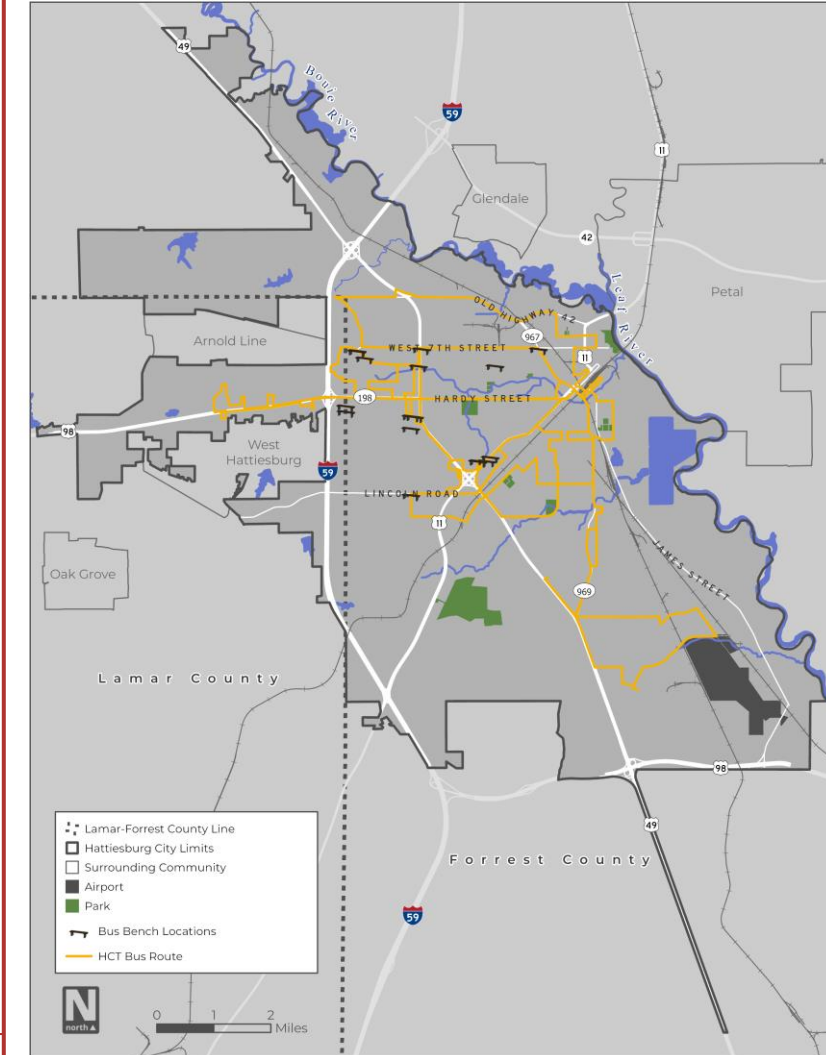 49
Bouie
River
59
11
Glendale
42
Leaf River
Petal
OLD HIGHWAY 42
967
Arnold Line
WEST 7TH STREET
11
198
HARDY STREET
98
West
Hattiesburg
59
LINCOLN ROAD
11
Oak Grove
JAMES STREET
969
Lamar County
98
49
Forrest County
59
Lamar-Forrest County Line
Hattiesburg City Limits
Surrounding Community
Airport
Park
Bus Bench Locations
HCT Bus Route
N
north
0 1 2
Miles